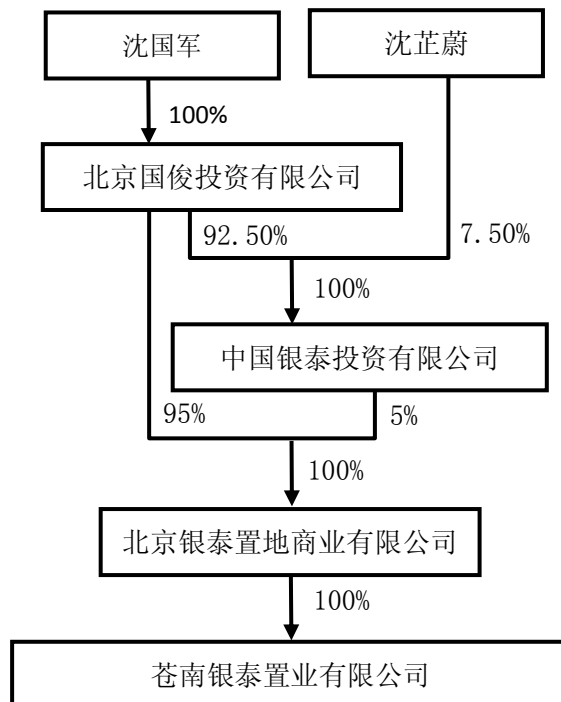 沈国军
沈芷蔚
100%
北京国俊投资有限公司
92.50%
7.50%
100%
中国银泰投资有限公司
95%
5%
100%
北京银泰置地商业有限公司
100%
苍南银泰置业有限公司